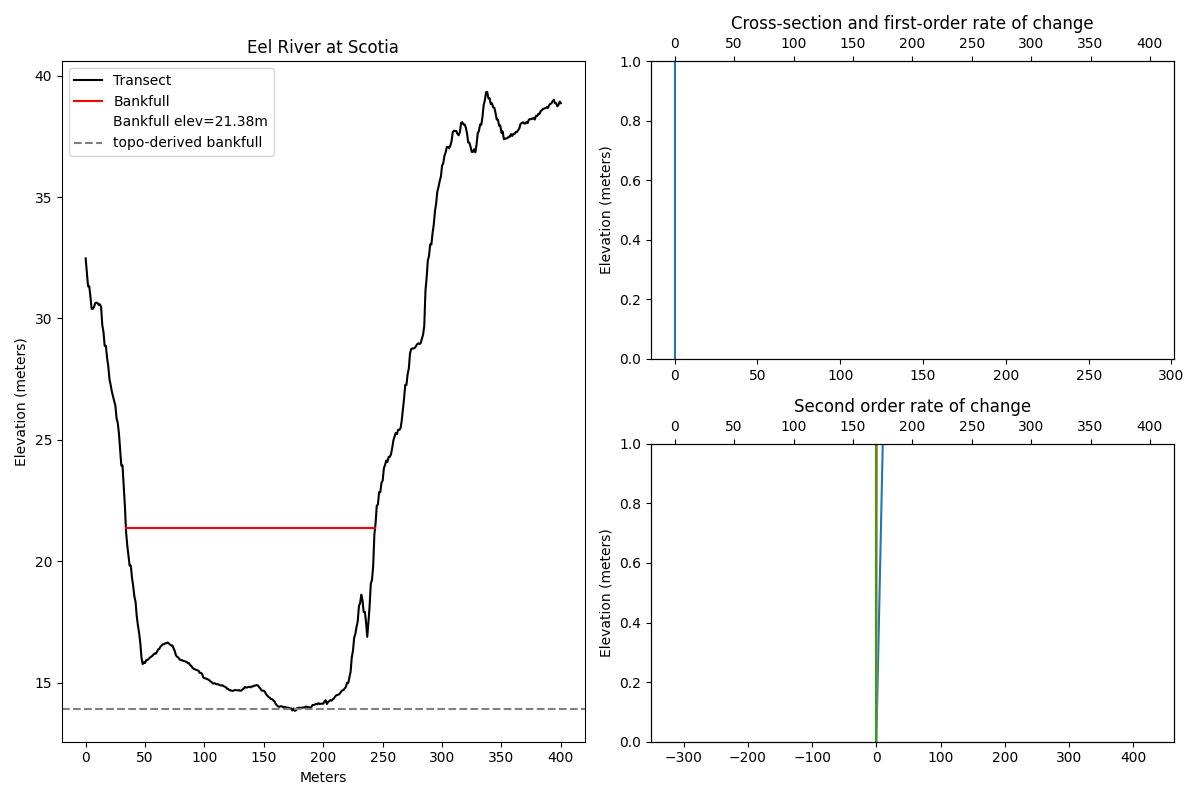 Eel River at Scotia
Transect
Bankfull
Bankfull elev=21.38m
topo-derived bankfull
40
35
30
25
20
15
Elevation (meters)
0 50 100 150 200 250 300 350 400
Meters
Cross-section and first-order rate of change
0 50 100 150 200 250 300 350 400
1.0
0.8
0.6
0.4
0.2
0.0
Elevation (meters)
0 50 100 150 200 250 300
Second order rate of change
0 50 100 150 200 250 300 350 400
1.0
0.8
0.6
0.4
0.2
0.0
Elevation (meters)
−300 −200 −100 0 100 200 300 400